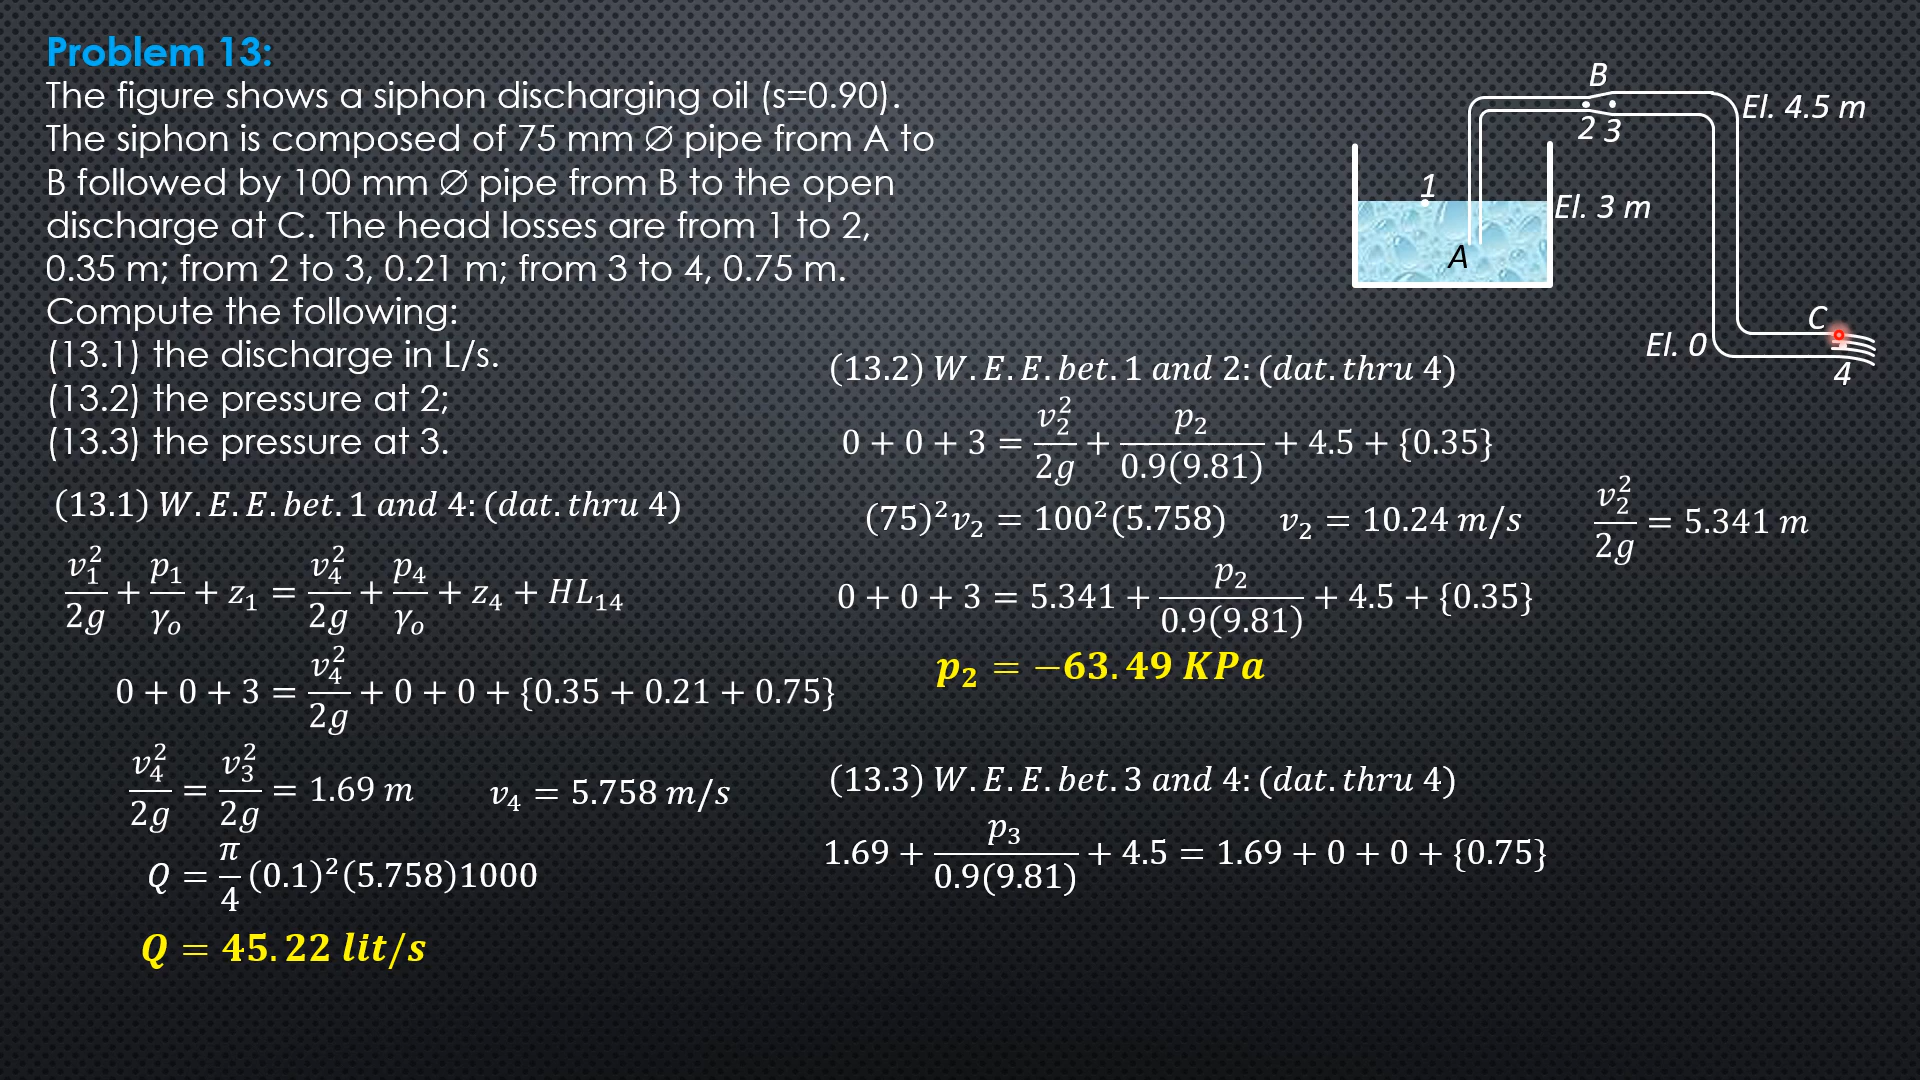 Problem 13:
The figure shows a siphon discharging oil (s=0.90).
The siphon is composed of 75 mm ∅ pipe from A to
B followed by 100 mm ∅ pipe from B to the open
discharge at C. The head losses are from 1 to 2,
0.35 m; from 2 to 3, 0.21 m; from 3 to 4, 0.75 m.
Compute the following:
(13.1) the discharge in L/s.
(13.2) the pressure at 2;
(13.3) the pressure at 3.
(13.1) W.E.E.bet.1 and 4: (dat.thru 4)
v₁²/2g + p₁/γₒ + z₁ = v₄²/2g + p₄/γₒ + z₄ + HL₁₄
0 + 0 + 3 = v₄²/2g + 0 + 0 + {0.35 + 0.21 + 0.75}
v₄²/2g = v₃²/2g = 1.69 m v₄ = 5.758 m/s
Q = π/4 (0.1)²(5.758)1000
Q = 45.22 lit/s
(13.2) W.E.E.bet.1 and 2: (dat.thru 4)
0 + 0 + 3 = v₂²/2g + p₂/0.9(9.81) + 4.5 + {0.35}
(75)²v₂ = 100²(5.758) v₂ = 10.24 m/s v₂²/2g = 5.341 m
0 + 0 + 3 = 5.341 + p₂/0.9(9.81) + 4.5 + {0.35}
p₂ = −63.49 KPa
(13.3) W.E.E.bet.3 and 4: (dat.thru 4)
1.69 + p₃/0.9(9.81) + 4.5 = 1.69 + 0 + 0 + {0.75}
B
El. 4.5 m
2 3
1
El. 3 m
A
C
El. 0
4